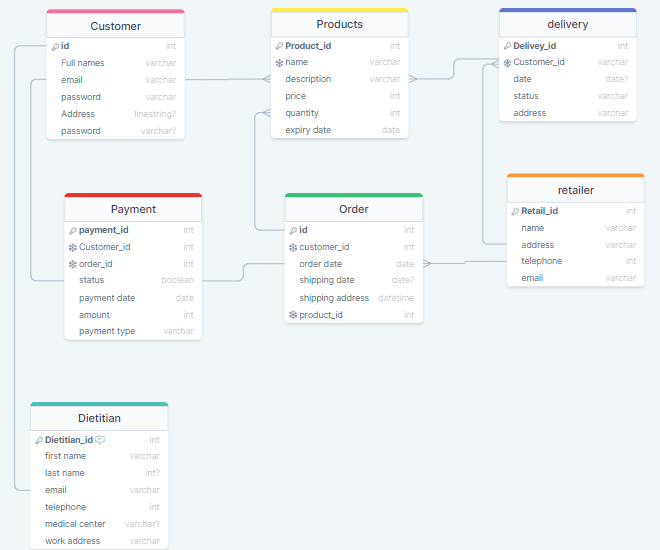 Customer
id int
Full names varchar
email varchar
password varchar
Address linestring?
password varchar?
Products
Product_id int
name varchar
description varchar
price int
quantity int
expiry date date
delivery
Delivey_id int
Customer_id varchar
date date?
status varchar
address varchar
Payment
payment_id int
Customer_id int
order_id int
status boolean
payment date date
amount int
payment type varchar
Order
id int
customer_id int
order date date
shipping date date?
shipping address datetime
product_id int
retailer
Retail_id int
name varchar
address varchar
telephone int
email varchar
Dietitian
Dietitian_id int
first name varchar
last name int?
email varchar
telephone int
medical center varchar?
work address varchar